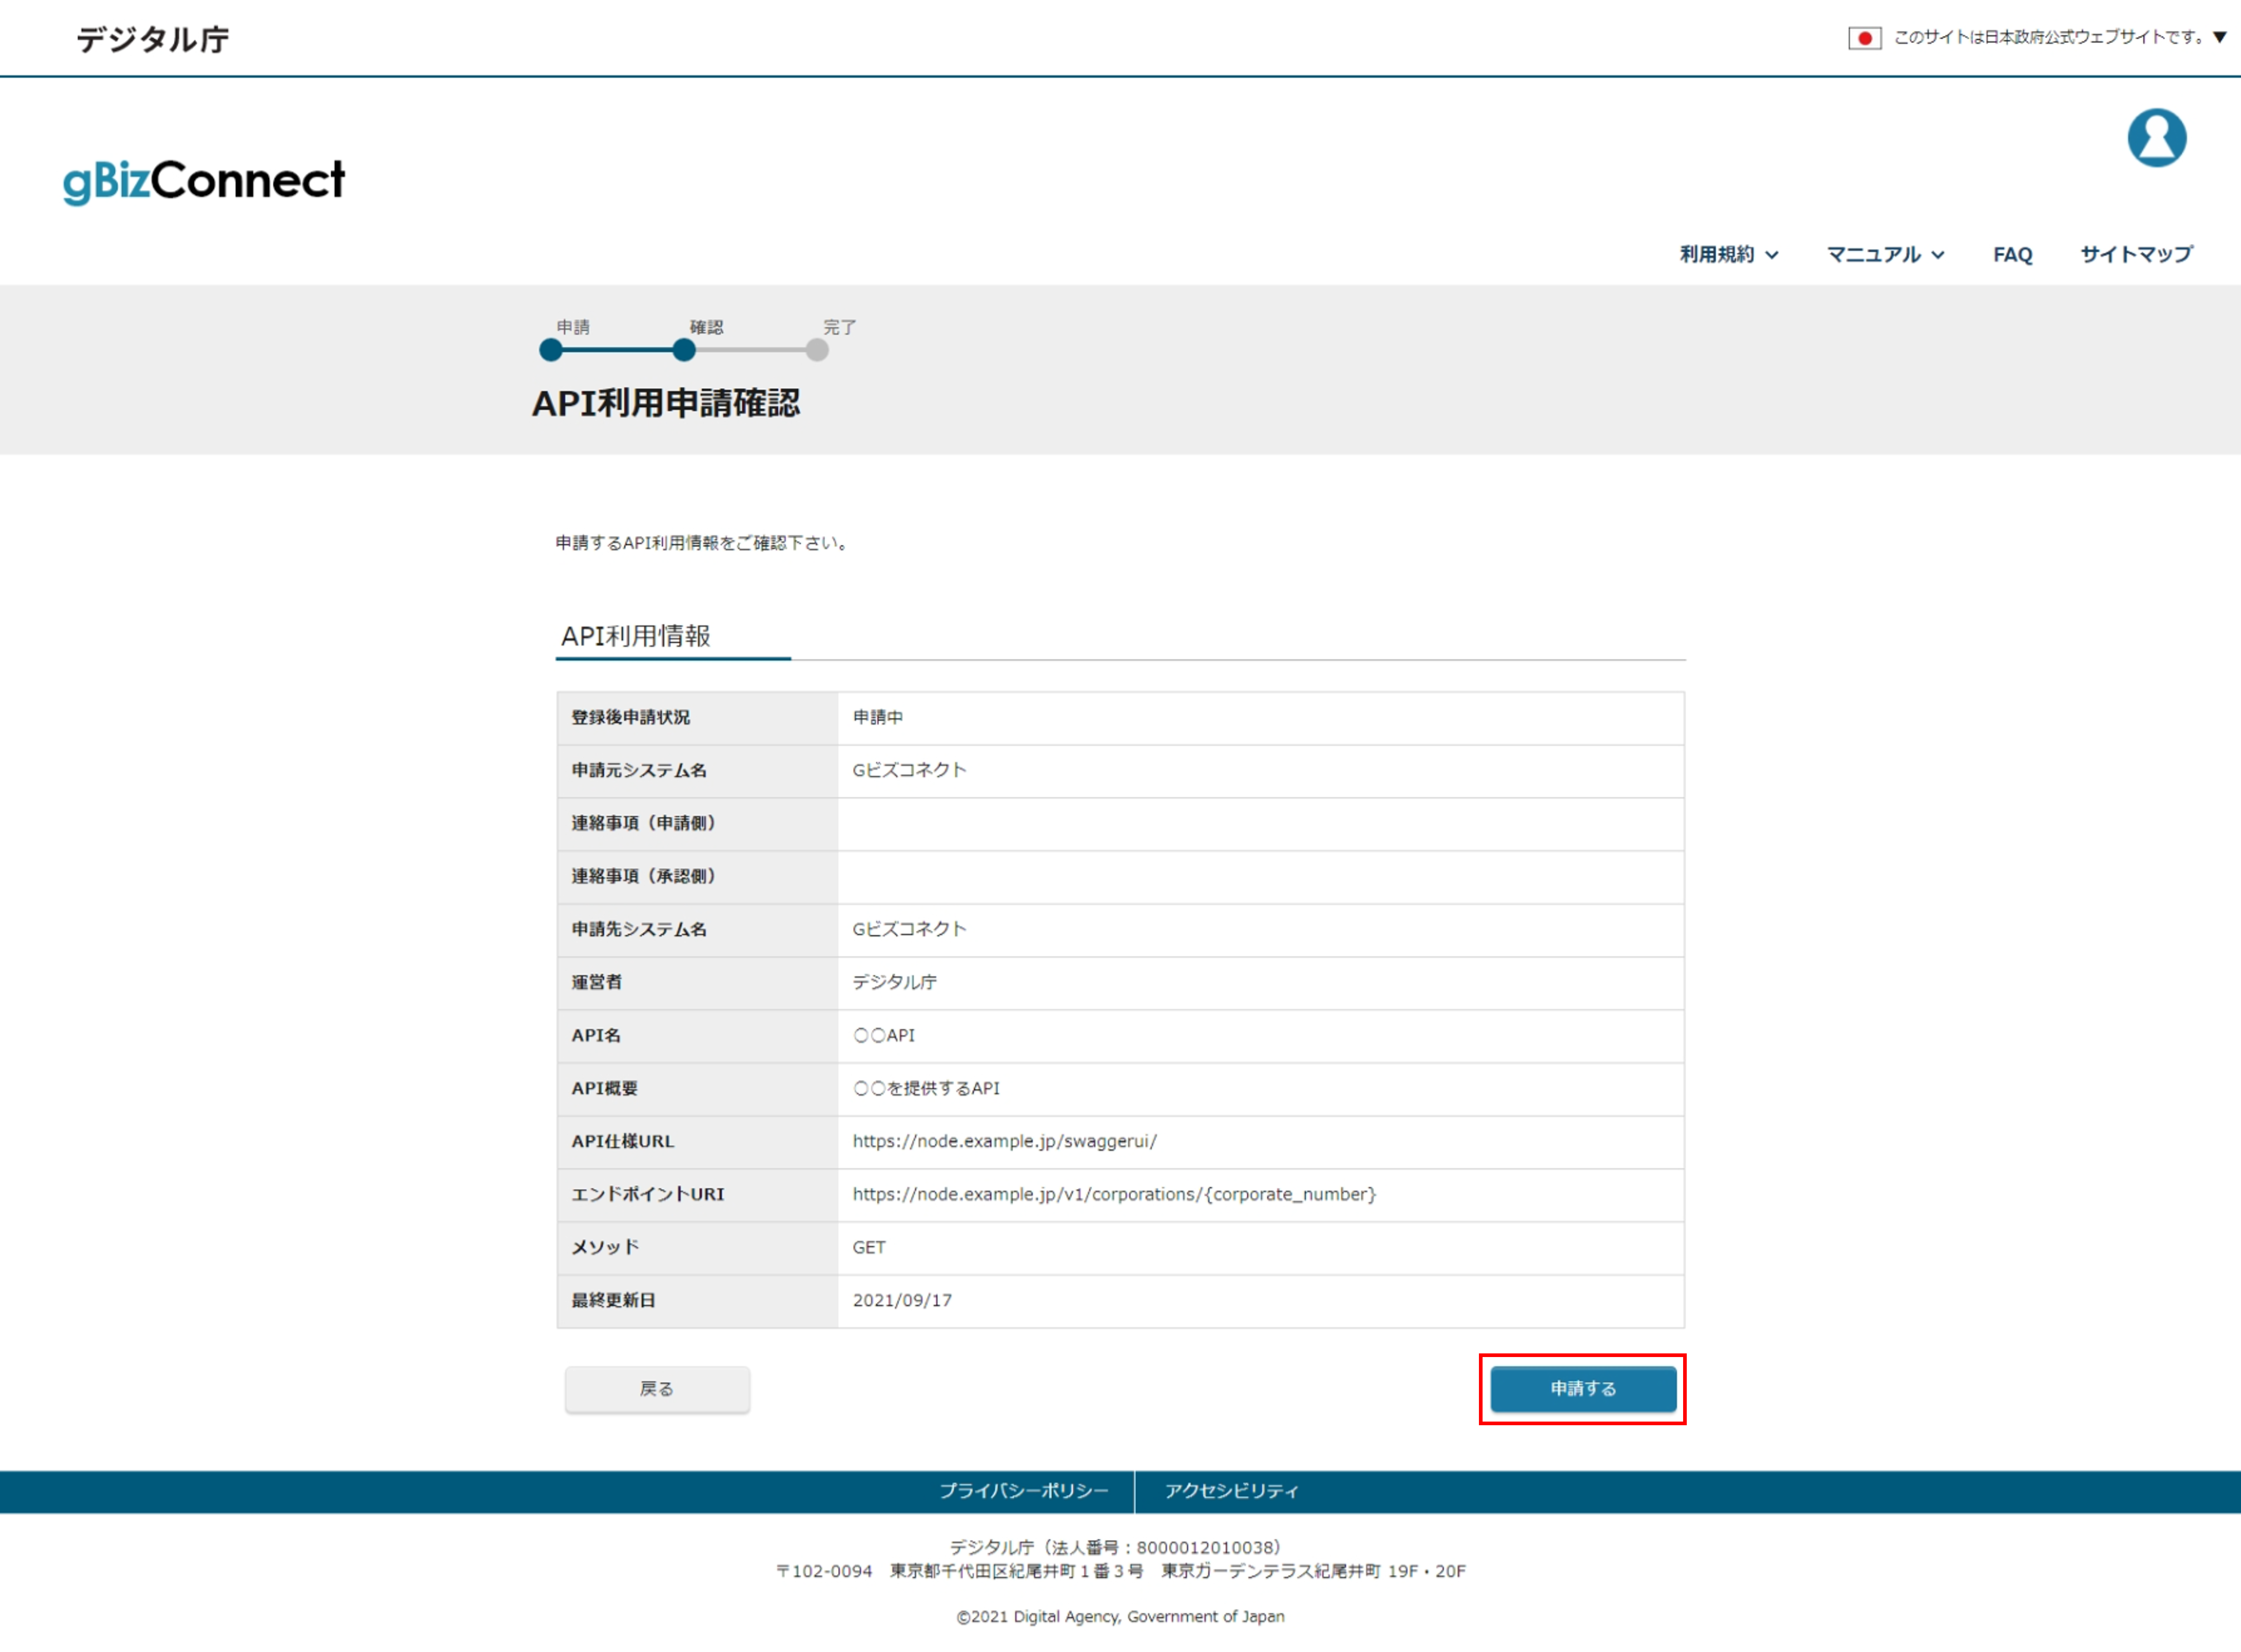 デジタル庁
このサイトは日本政府公式ウェブサイトです。▼
gBizConnect
利用規約 マニュアル FAQ サイトマップ
申請 確認 完了
API利用申請確認
申請するAPI利用情報をご確認下さい。
API利用情報
登録後申請状況 申請中
申請元システム名 Gビズコネクト
連絡事項（申請側）
連絡事項（承認側）
申請先システム名 Gビズコネクト
運営者 デジタル庁
API名 〇〇API
API概要 〇〇を提供するAPI
API仕様URL https://node.example.jp/swaggerui/
エンドポイントURI https://node.example.jp/v1/corporations/{corporate_number}
メソッド GET
最終更新日 2021/09/17
戻る 申請する
プライバシーポリシー アクセシビリティ
デジタル庁（法人番号：8000012010038）
〒102-0094　東京都千代田区紀尾井町１番３号　東京ガーデンテラス紀尾井町 19F・20F
©2021 Digital Agency, Government of Japan